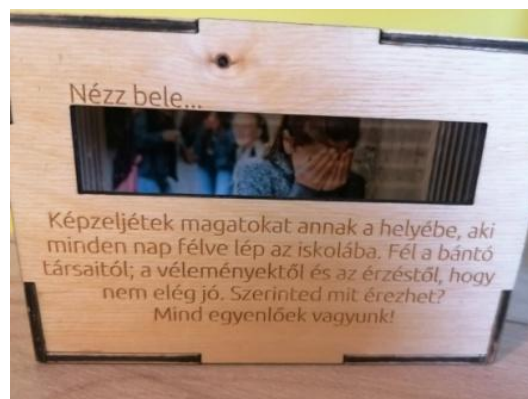 Nézz bele...
Képzeljétek magatokat annak a helyébe, aki
minden nap félve lép az iskolába. Fél a bántó
társaitól; a véleményektől és az érzéstől, hogy
nem elég jó. Szerinted mit érezhet?
Mind egyenlőek vagyunk!